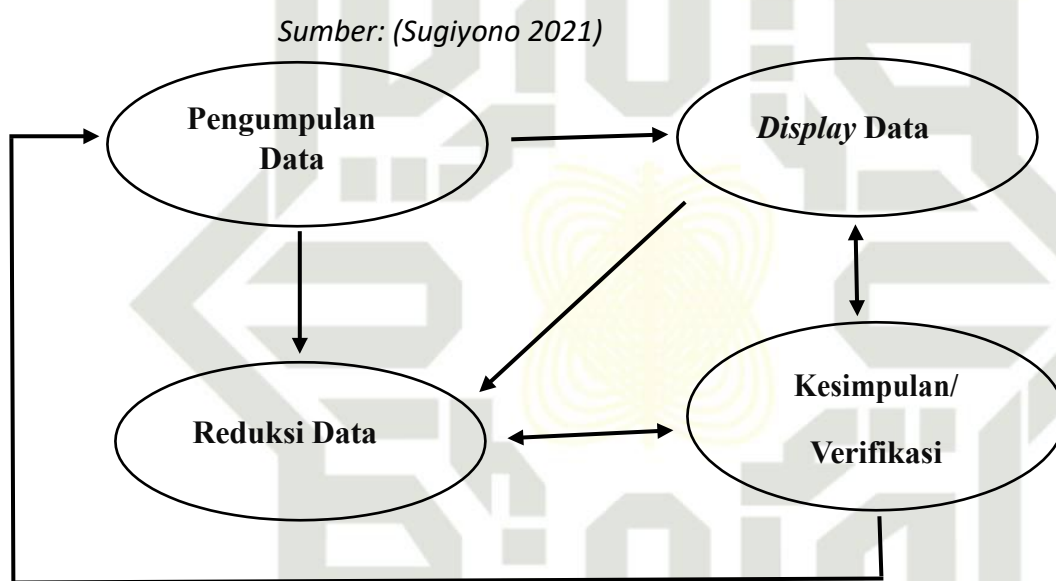 Sumber: (Sugiyono 2021)
Pengumpulan
Data
Display Data
Reduksi Data
Kesimpulan/
Verifikasi